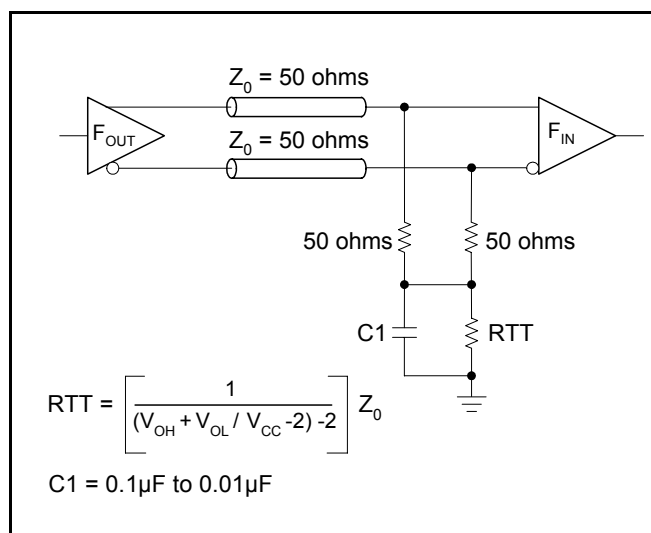 Z0 = 50 ohms
FOUT
Z0 = 50 ohms
FIN
50 ohms
50 ohms
C1
RTT
RTT = [1 / (VOH + VOL / VCC -2) -2] Z0
C1 = 0.1µF to 0.01µF